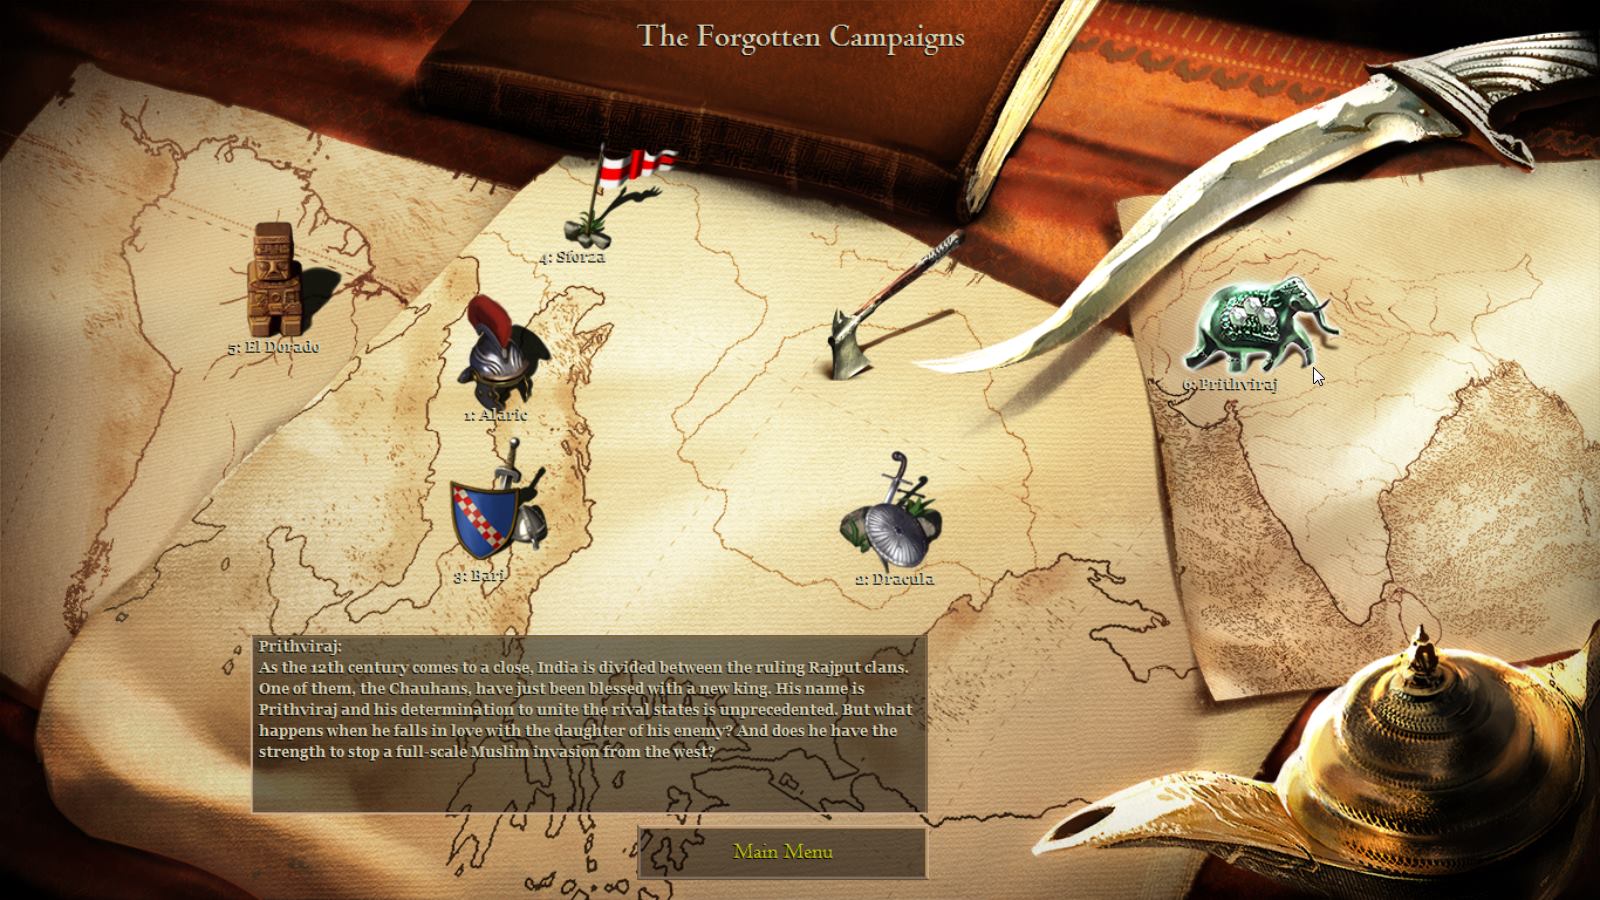 The Forgotten Campaigns
4: Sforza
5: El Dorado
6: Prithviraj
1: Alaric
3: Bari
2: Dracula
Prithviraj:
As the 12th century comes to a close, India is divided between the ruling Rajput clans.
One of them, the Chauhans, have just been blessed with a new king. His name is
Prithviraj and his determination to unite the rival states is unprecedented. But what
happens when he falls in love with the daughter of his enemy? And does he have the
strength to stop a full-scale Muslim invasion from the west?
Main Menu